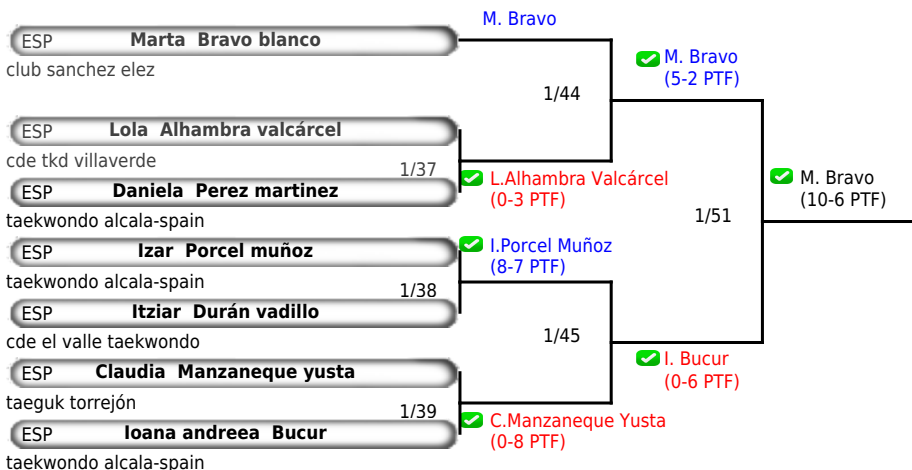 M. Bravo
ESP Marta Bravo blanco
club sanchez elez
M. Bravo
(5-2 PTF)
1/44
ESP Lola Alhambra valcárcel
cde tkd villaverde
1/37
L.Alhambra Valcárcel
(0-3 PTF)
ESP Daniela Perez martinez
taekwondo alcala-spain
M. Bravo
(10-6 PTF)
1/51
ESP Izar Porcel muñoz
taekwondo alcala-spain
I.Porcel Muñoz
(8-7 PTF)
1/38
ESP Itziar Durán vadillo
cde el valle taekwondo
1/45
I. Bucur
(0-6 PTF)
ESP Claudia Manzaneque yusta
taeguk torrejón
1/39
C.Manzaneque Yusta
(0-8 PTF)
ESP Ioana andreea Bucur
taekwondo alcala-spain